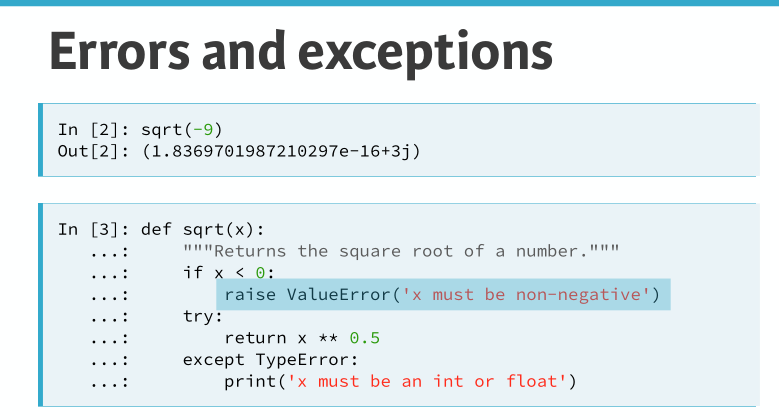 Errors and exceptions
In [2]: sqrt(-9)
Out[2]: (1.8369701987210297e-16+3j)
In [3]: def sqrt(x):
...:     """Returns the square root of a number."""
...:     if x < 0:
...:         raise ValueError('x must be non-negative')
...:     try:
...:         return x ** 0.5
...:     except TypeError:
...:         print('x must be an int or float')